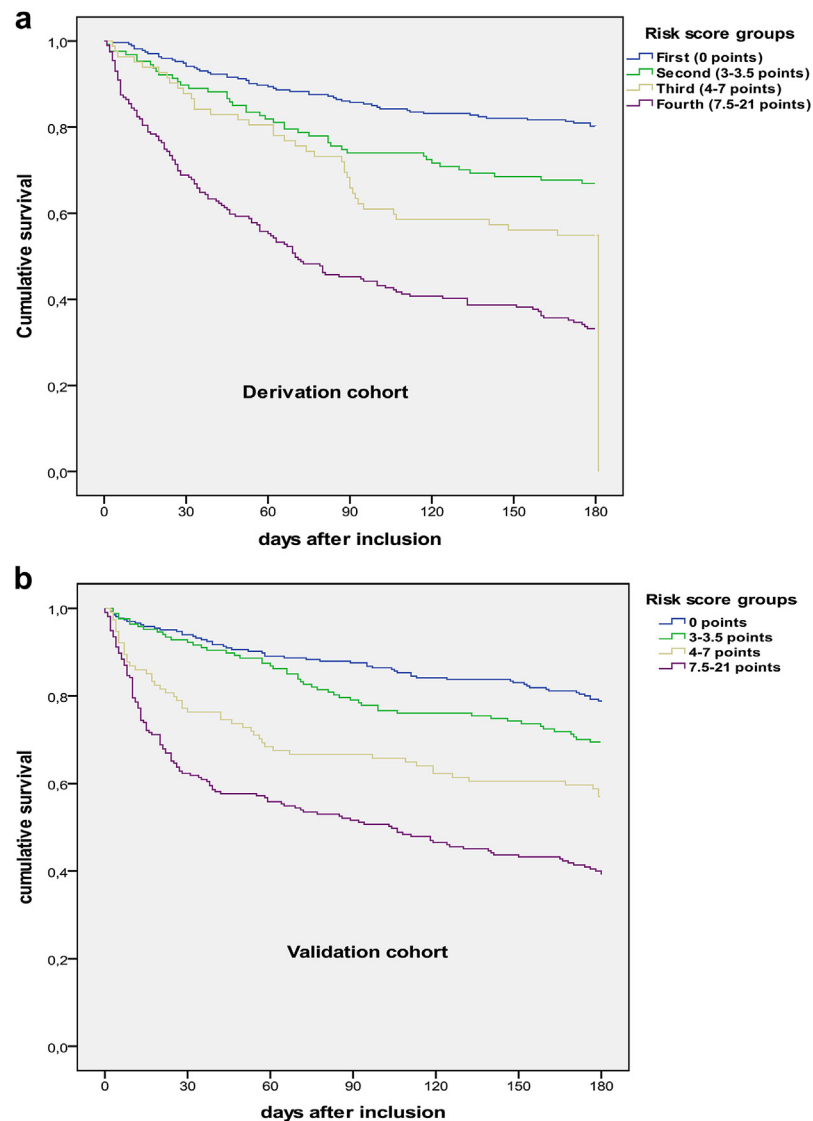 a
Risk score groups
First (0 points)
Second (3-3.5 points)
Third (4-7 points)
Fourth (7.5-21 points)
1,0
0,8
0,6
0,4
0,2
0,0
Cumulative survival
Derivation cohort
0 30 60 90 120 150 180
days after inclusion
b
Risk score groups
0 points
3-3.5 points
4-7 points
7.5-21 points
1,0
0,8
0,6
0,4
0,2
0,0
cumulative survival
Validation cohort
0 30 60 90 120 150 180
days after inclusion